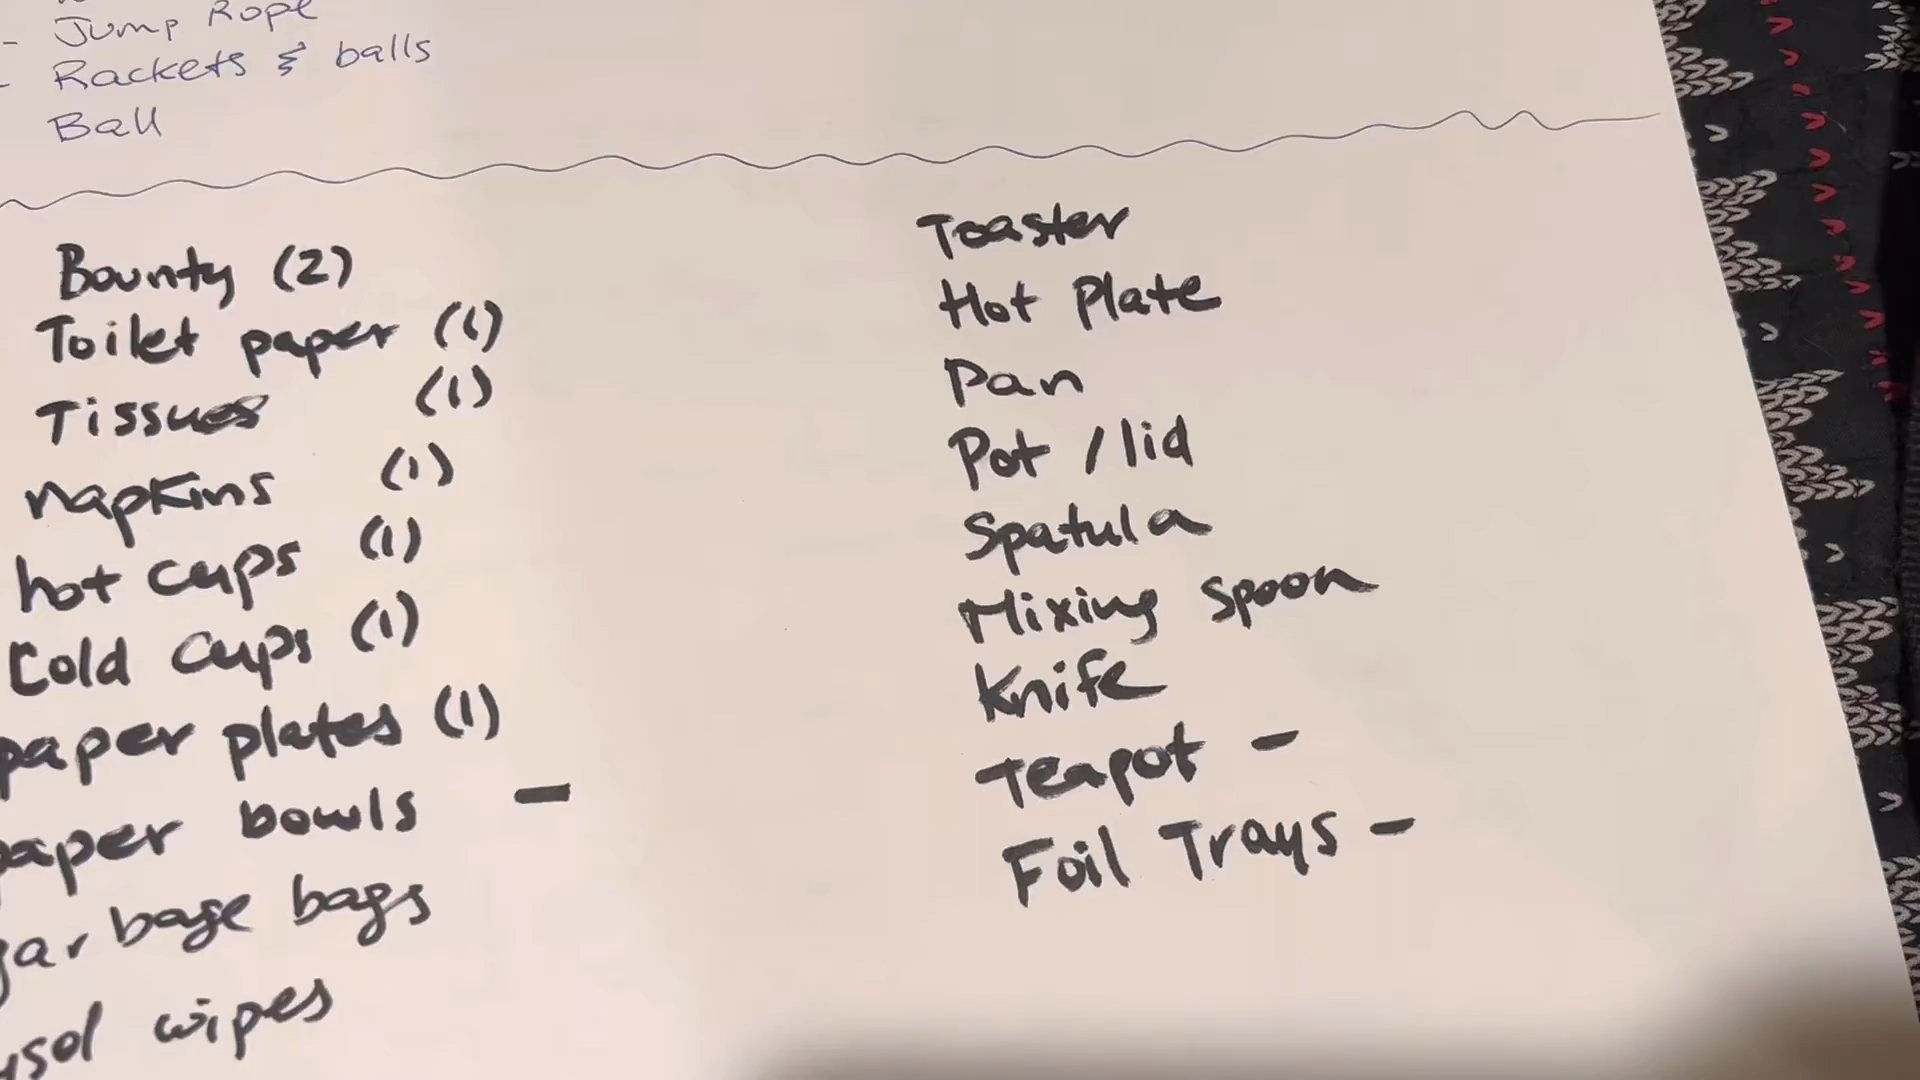 - Jump Rope
- Rackets & balls
Ball
Bounty (2)
Toilet paper (1)
Tissues (1)
napkins (1)
hot cups (1)
Cold cups (1)
paper plates (1)
paper bowls -
garbage bags
wipes
Toaster
Hot Plate
Pan
Pot / lid
Spatula
Mixing spoon
Knife
Teapot -
Foil Trays -